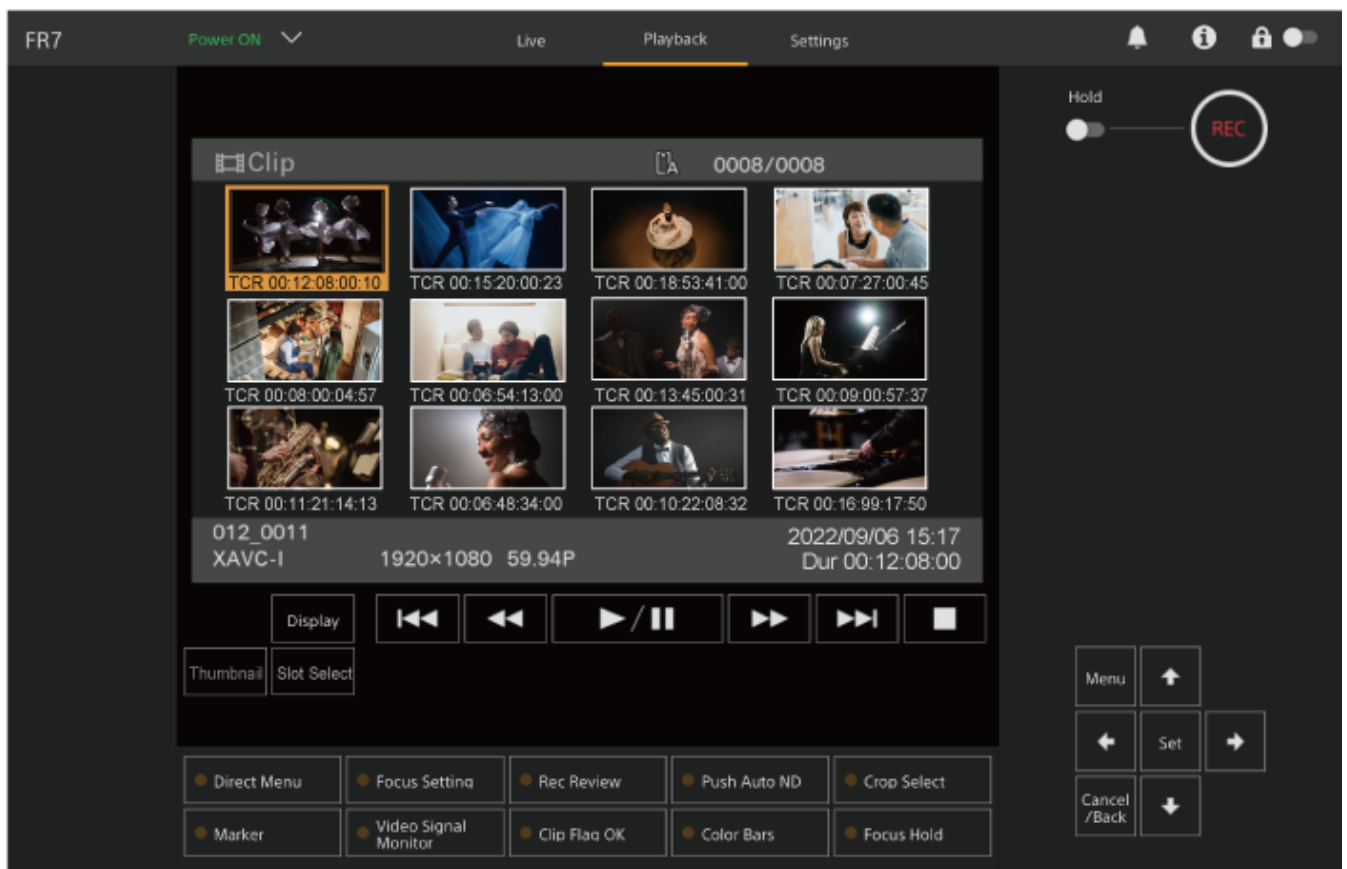 FR7 Power ON Live Playback Settings
Hold
REC
Clip A 0008/0008
TCR 00:12:08:00:10 TCR 00:15:20:00:23 TCR 00:18:53:41:00 TCR 00:07:27:00:45
TCR 00:08:00:04:57 TCR 00:06:54:13:00 TCR 00:13:45:00:31 TCR 00:09:00:57:37
TCR 00:11:21:14:13 TCR 00:06:48:34:00 TCR 00:10:22:08:32 TCR 00:16:99:17:50
012_0011 2022/09/06 15:17
XAVC-I 1920×1080 59.94P Dur 00:12:08:00
Display
Thumbnail Slot Select
Menu
Set
Cancel
/Back
Direct Menu Focus Setting Rec Review Push Auto ND Crop Select
Marker Video Signal
Monitor Clip Flag OK Color Bars Focus Hold